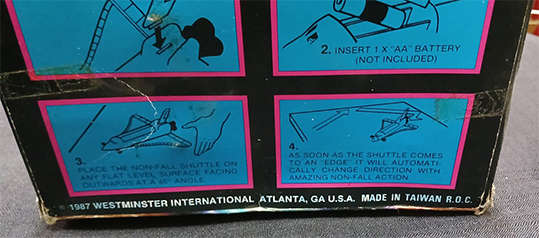 2. INSERT 1 X "AA" BATTERY
(NOT INCLUDED)
3.
PLACE THE NON-FALL SHUTTLE ON
ANY FLAT LEVEL SURFACE FACING
OUTWARDS AT A 45° ANGLE.
4.
AS SOON AS THE SHUTTLE COMES
TO AN "EDGE" IT WILL AUTOMATI-
CALLY CHANGE DIRECTION WITH
AMAZING NON-FALL ACTION
© 1987 WESTMINSTER INTERNATIONAL ATLANTA, GA U.S.A. MADE IN TAIWAN R.O.C.